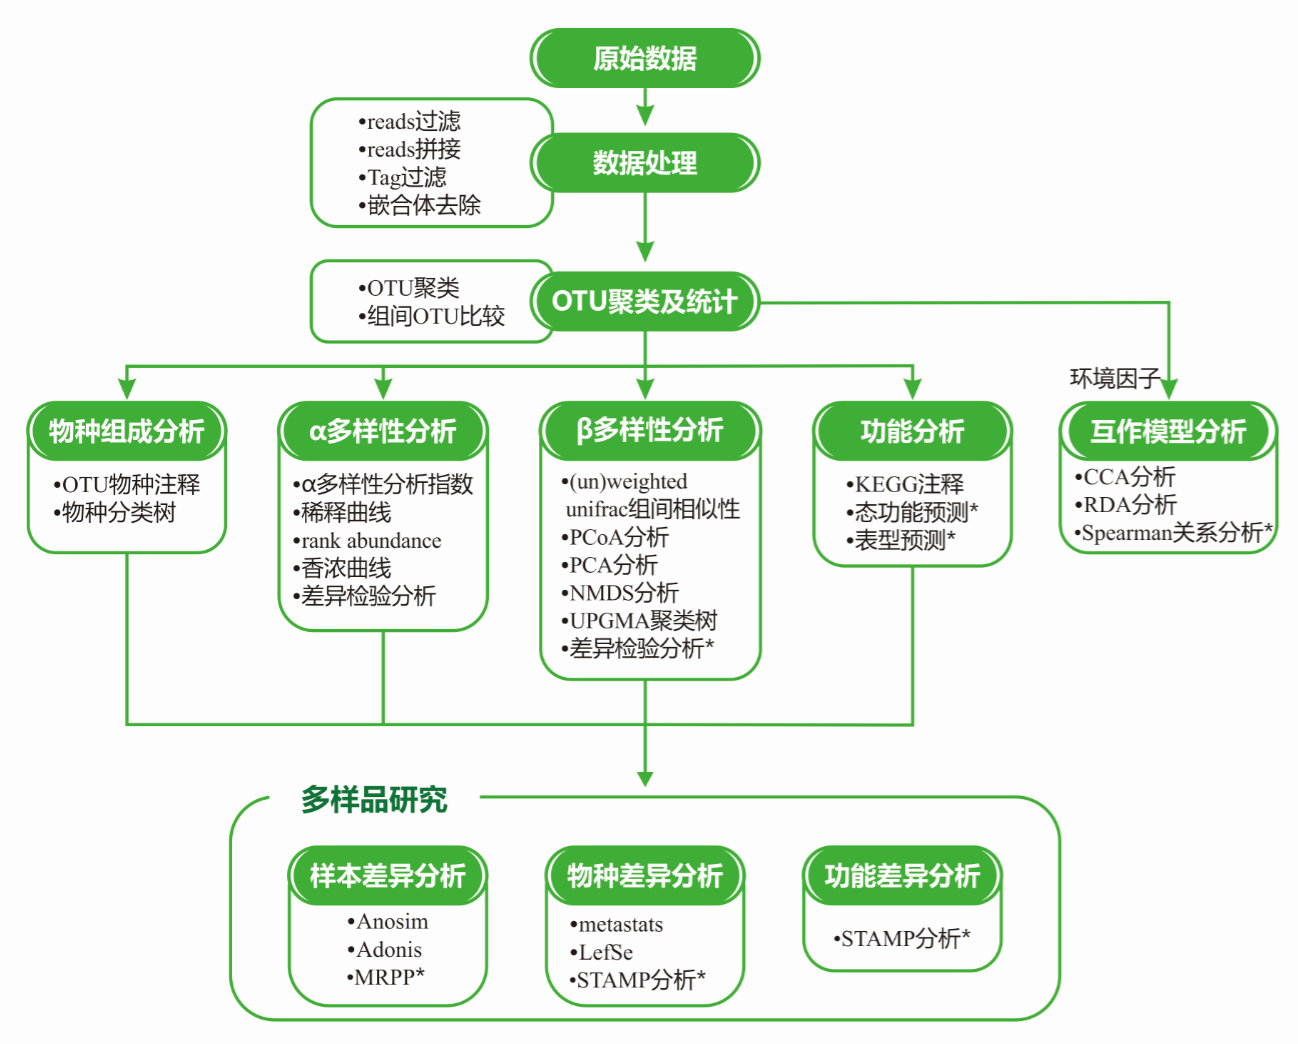 原始数据
•reads过滤
•reads拼接
•Tag过滤
•嵌合体去除
数据处理
•OTU聚类
•组间OTU比较
OTU聚类及统计
环境因子
物种组成分析
•OTU物种注释
•物种分类树
α多样性分析
•α多样性分析指数
•稀释曲线
•rank abundance
•香浓曲线
•差异检验分析
β多样性分析
•(un)weighted
unifrac组间相似性
•PCoA分析
•PCA分析
•NMDS分析
•UPGMA聚类树
•差异检验分析*
功能分析
•KEGG注释
•态功能预测*
•表型预测*
互作模型分析
•CCA分析
•RDA分析
•Spearman关系分析*
多样品研究
样本差异分析
•Anosim
•Adonis
•MRPP*
物种差异分析
•metastats
•LefSe
•STAMP分析*
功能差异分析
•STAMP分析*